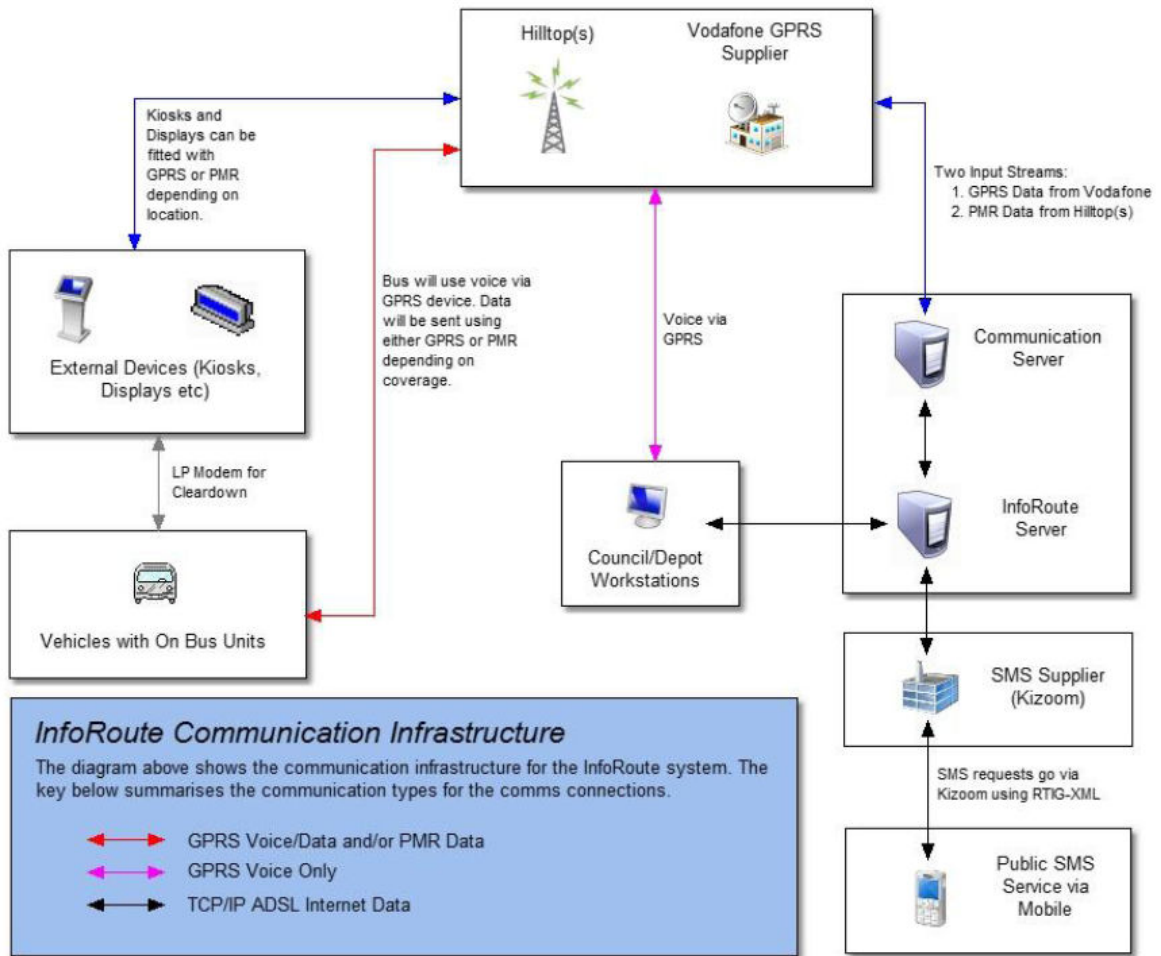 Hilltop(s)
Vodafone GPRS
Supplier
Kiosks and
Displays can be
fitted with
GPRS or PMR
depending on
location.
Two Input Streams:
1. GPRS Data from Vodafone
2. PMR Data from Hilltop(s)
External Devices (Kiosks,
Displays etc)
Bus will use voice via
GPRS device. Data
will be sent using
either GPRS or PMR
depending on
coverage.
Voice via
GPRS
Communication
Server
LP Modem for
Cleardown
InfoRoute
Server
Council/Depot
Workstations
Vehicles with On Bus Units
SMS Supplier
(Kizoom)
InfoRoute Communication Infrastructure
The diagram above shows the communication infrastructure for the InfoRoute system. The
key below summarises the communication types for the comms connections.
GPRS Voice/Data and/or PMR Data
GPRS Voice Only
TCP/IP ADSL Internet Data
SMS requests go via
Kizoom using RTIG-XML
Public SMS
Service via
Mobile